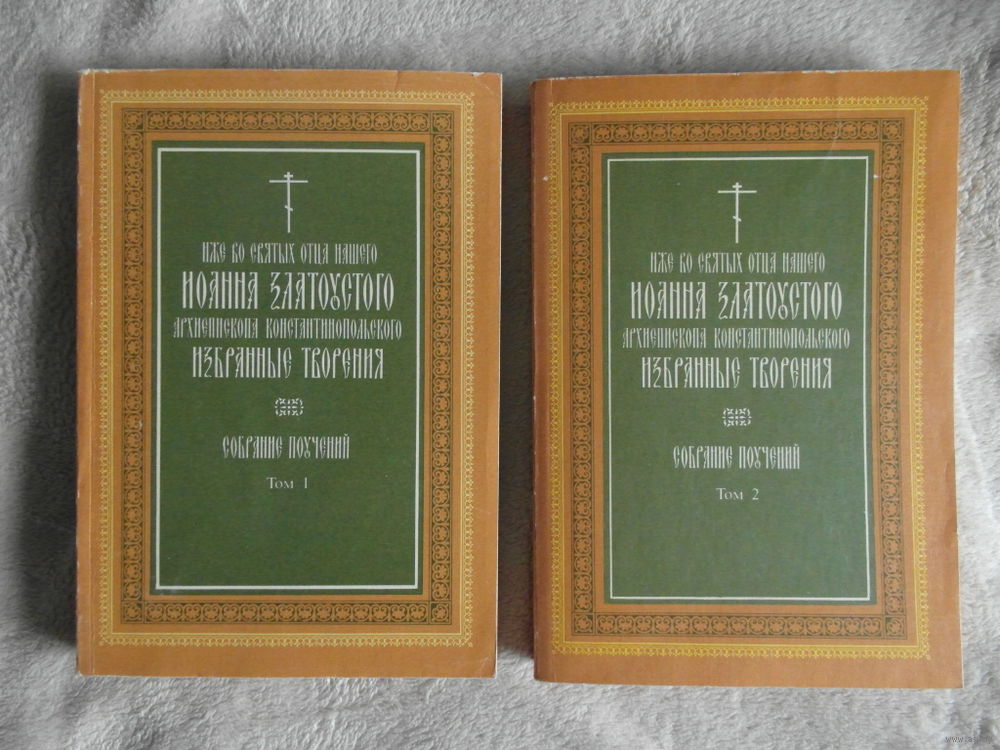 ИЖЕ ВО СВЯТЫХ ОТЦА НАШЕГО
ИОАННА ЗЛАТОУСТОГО
АРХИЕПИСКОПА КОНСТАНТИНОПОЛЬСКОГО
ИЗБРАННЫЕ ТВОРЕНИЯ
СОБРАНИЕ ПОУЧЕНИЙ
Том 1
ИЖЕ ВО СВЯТЫХ ОТЦА НАШЕГО
ИОАННА ЗЛАТОУСТОГО
АРХИЕПИСКОПА КОНСТАНТИНОПОЛЬСКОГО
ИЗБРАННЫЕ ТВОРЕНИЯ
СОБРАНИЕ ПОУЧЕНИЙ
Том 2